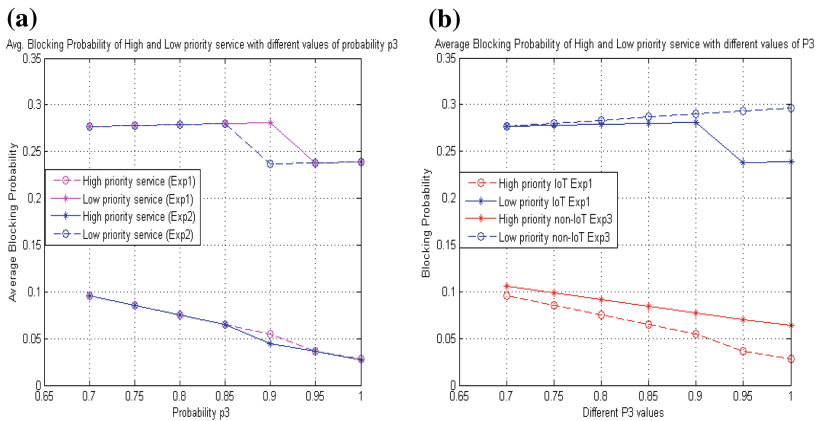 (a)
Avg. Blocking Probability of High and Low priority service with different values of probability p3
0.35
0.3
0.25
0.2
0.15
0.1
0.05
0
Average Blocking Probability
High priority service (Exp1)
Low priority service (Exp1)
High priority service (Exp2)
Low priority service (Exp2)
0.65 0.7 0.75 0.8 0.85 0.9 0.95 1
Probability p3
(b)
Average Blocking Probability of High and Low priority service with different values of P3
0.35
0.3
0.25
0.2
0.15
0.1
0.05
0
Blocking Probability
High priority IoT Exp1
Low priority IoT Exp1
High priority non-IoT Exp3
Low priority non-IoT Exp3
0.65 0.7 0.75 0.8 0.85 0.9 0.95 1
Different P3 values